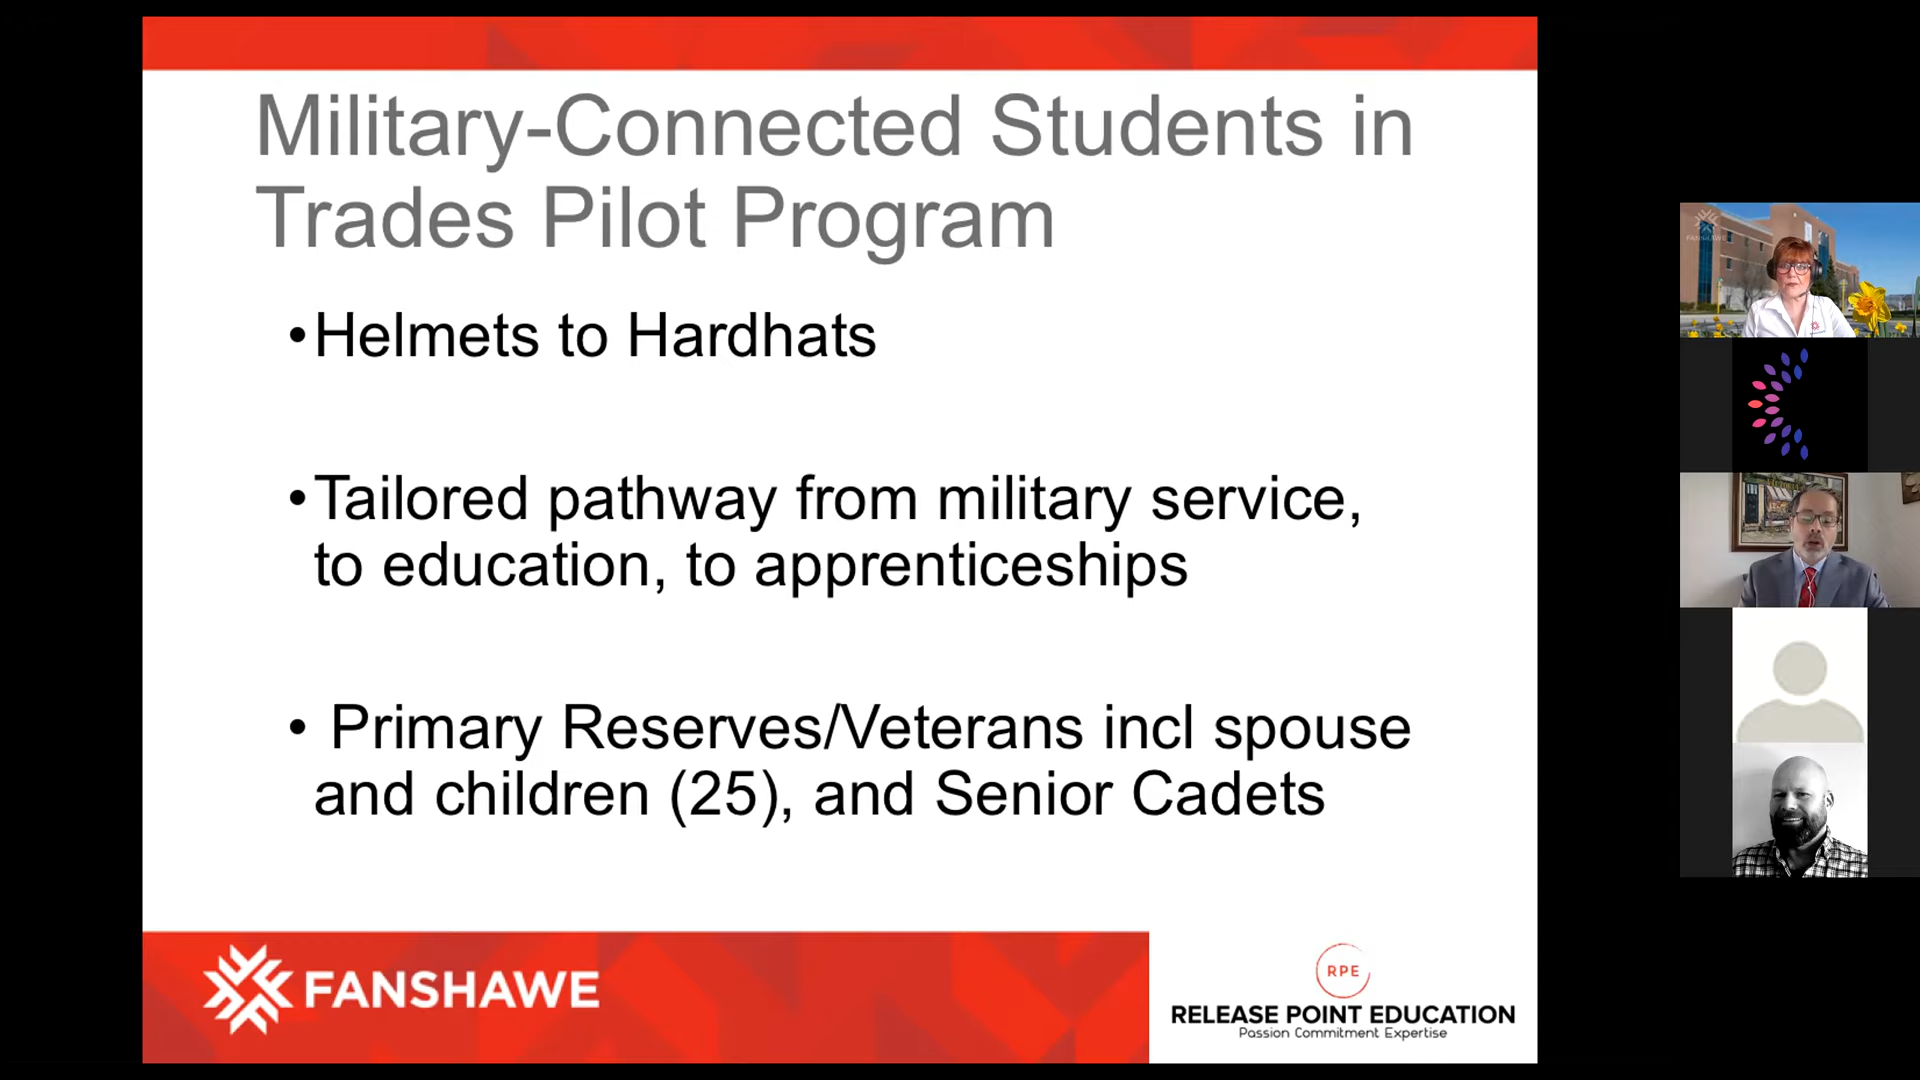 Military-Connected Students in
Trades Pilot Program
•Helmets to Hardhats
•Tailored pathway from military service,
to education, to apprenticeships
• Primary Reserves/Veterans incl spouse
and children (25), and Senior Cadets
FANSHAWE
RPE
RELEASE POINT EDUCATION
Passion Commitment Expertise
FANSHAWE